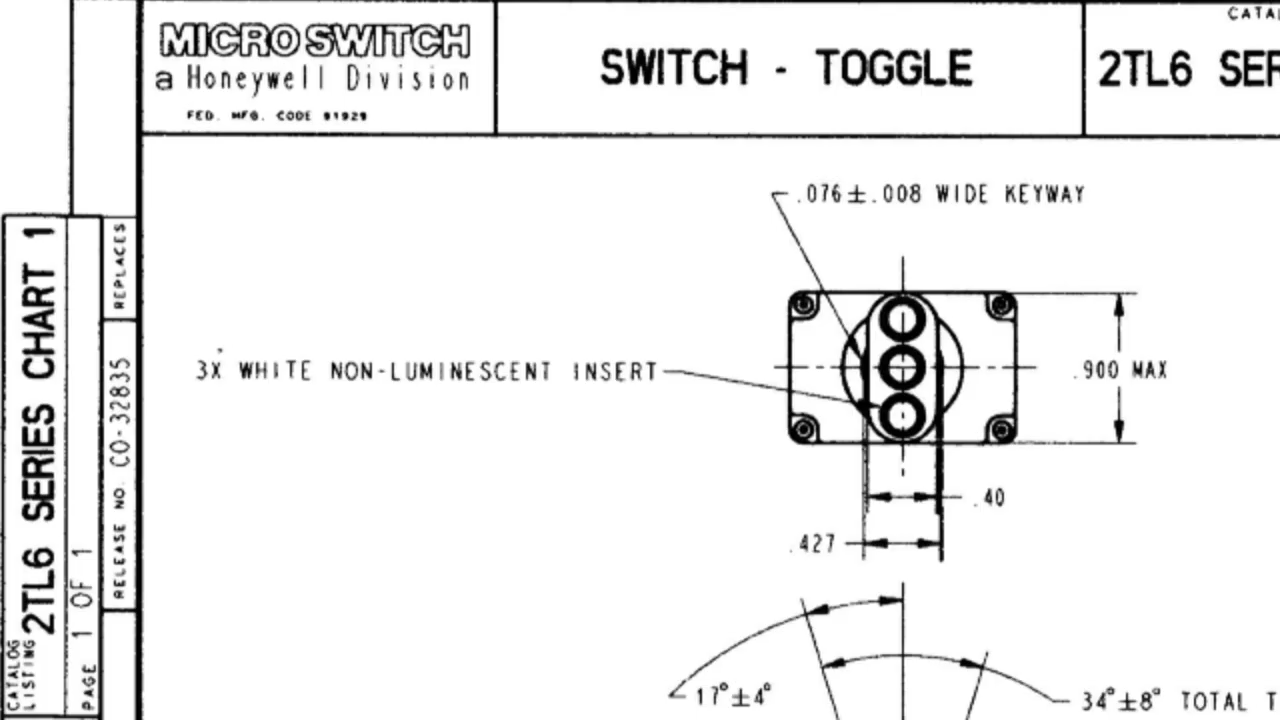 MICRO SWITCH
a Honeywell Division
FED. MFG. CODE 91929
SWITCH - TOGGLE
CATA
2TL6 SER
.076±.008 WIDE KEYWAY
3X WHITE NON-LUMINESCENT INSERT
.900 MAX
.40
.427
17°±4°
34°±8° TOTAL T
CATALOG
LISTING
2TL6 SERIES CHART 1
PAGE 1 OF 1
RELEASE NO. CO-32835
REPLACES